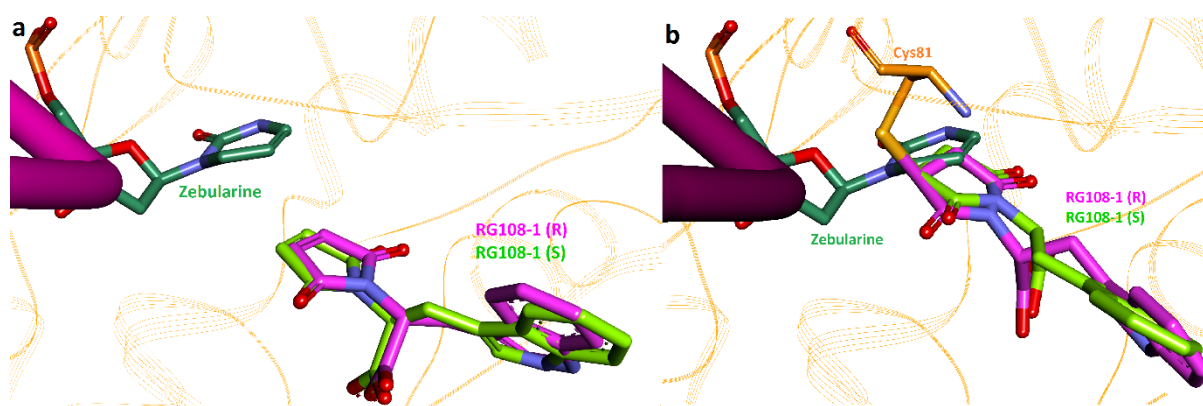 a
Zebularine
RG108-1 (R)
RG108-1 (S)
b
Cys81
RG108-1 (R)
RG108-1 (S)
Zebularine